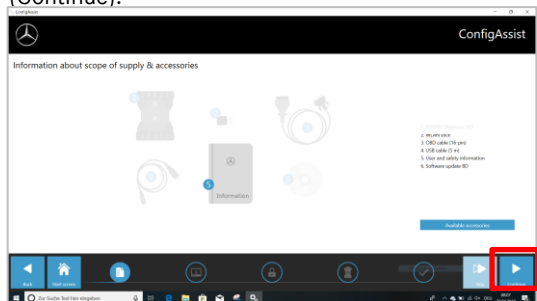 (Continue).
ConfigAssist
ConfigAssist
Information about scope of supply & accessories
2. WLAN stick
3. OBD cable (16-pin)
4. USB cable (5 m)
5. User and safety information
6. Software update BD
5
Information
Available accessories
Back
Start screen
Continue
Zur Suche Text hier eingeben